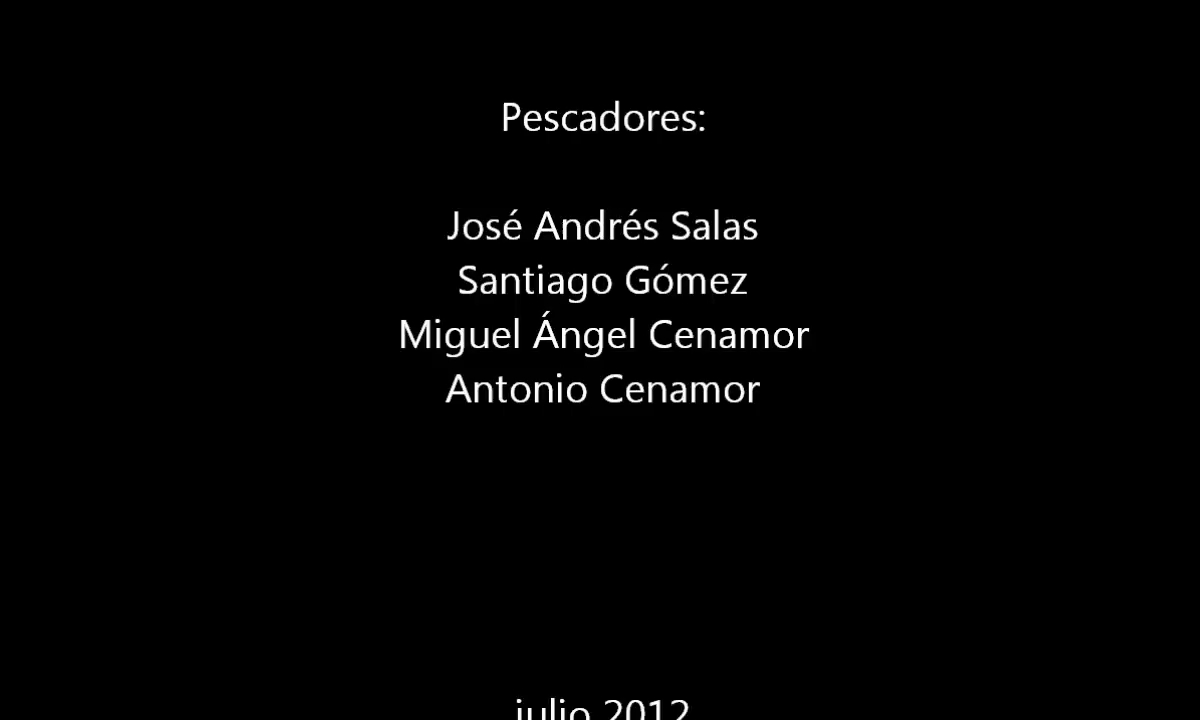 Pescadores:
José Andrés Salas
Santiago Gómez
Miguel Ángel Cenamor
Antonio Cenamor
julio 2012